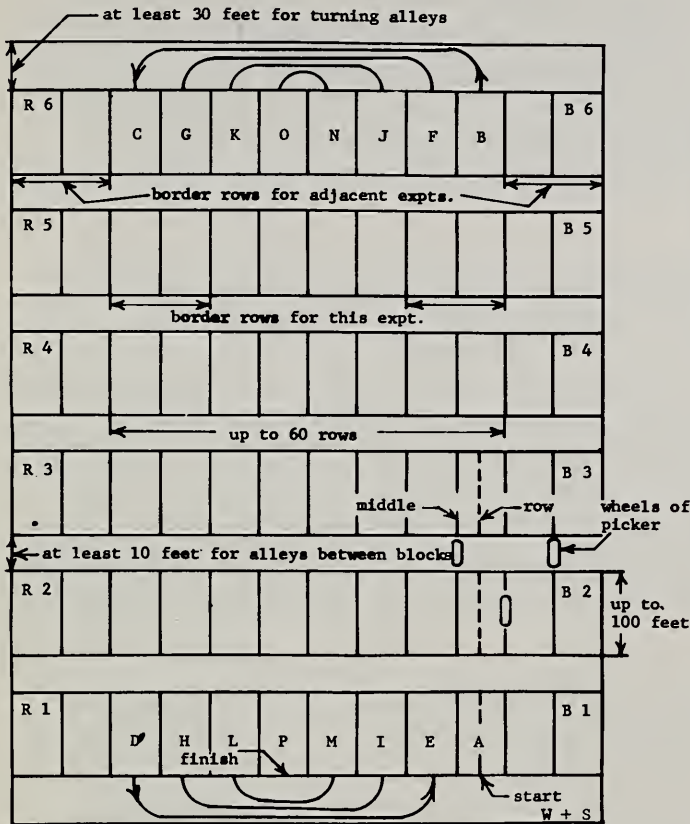 at least 30 feet for turning alleys
R 6 C G K O N J F B B 6
border rows for adjacent expts.
R 5 B 5
border rows for this expt.
R 4 B 4
up to 60 rows
R 3 B 3
middle row wheels of
picker
at least 10 feet for alleys between blocks
R 2 B 2
up to
100 feet
R 1 B 1
D H L P M I E A
finish
start
W + S